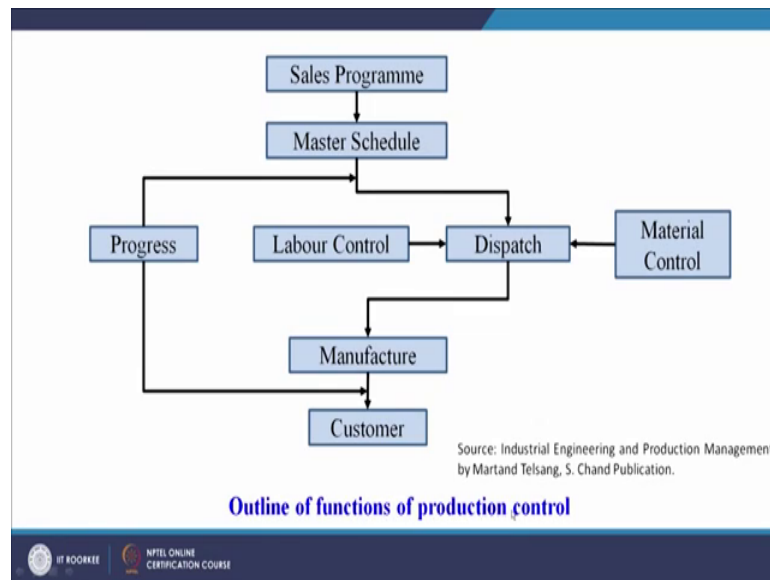 Sales Programme
Master Schedule
Progress
Labour Control
Dispatch
Material
Control
Manufacture
Customer
Source: Industrial Engineering and Production Management
by Martand Telsang, S. Chand Publication.
Outline of functions of production control
IIT ROORKEE
NPTEL ONLINE
CERTIFICATION COURSE